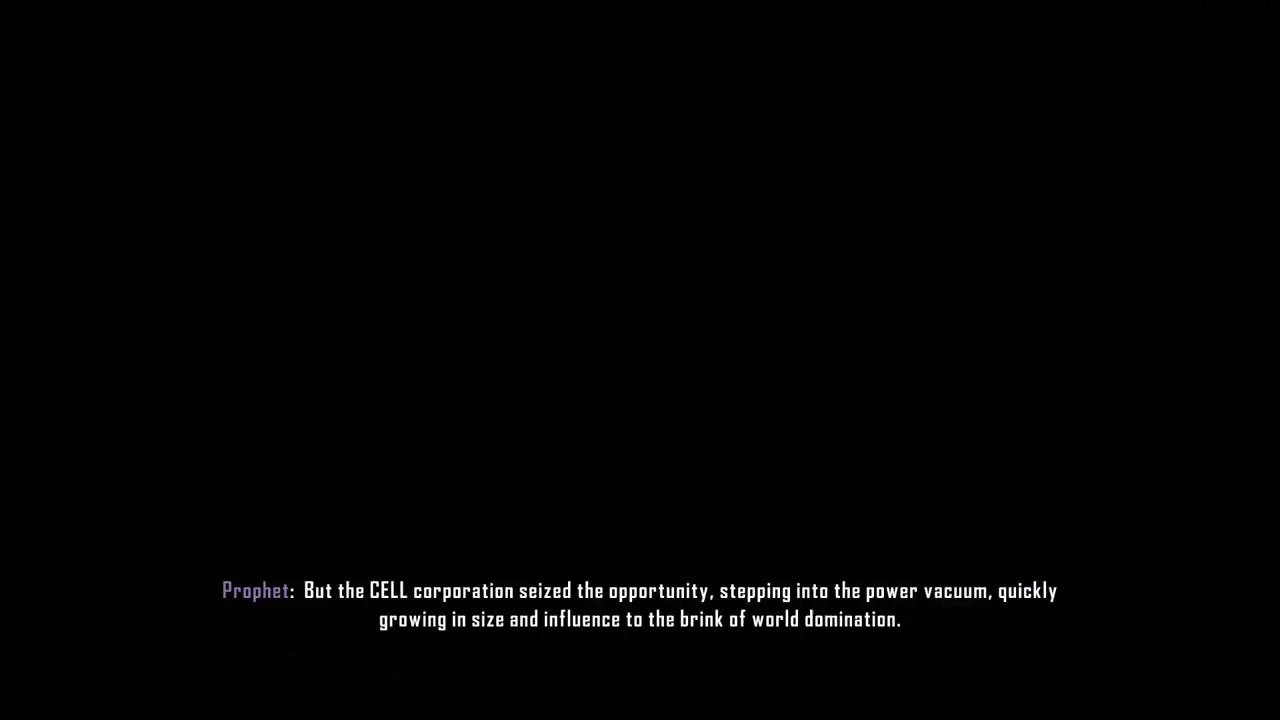 Prophet: But the CELL corporation seized the opportunity, stepping into the power vacuum, quickly
growing in size and influence to the brink of world domination.